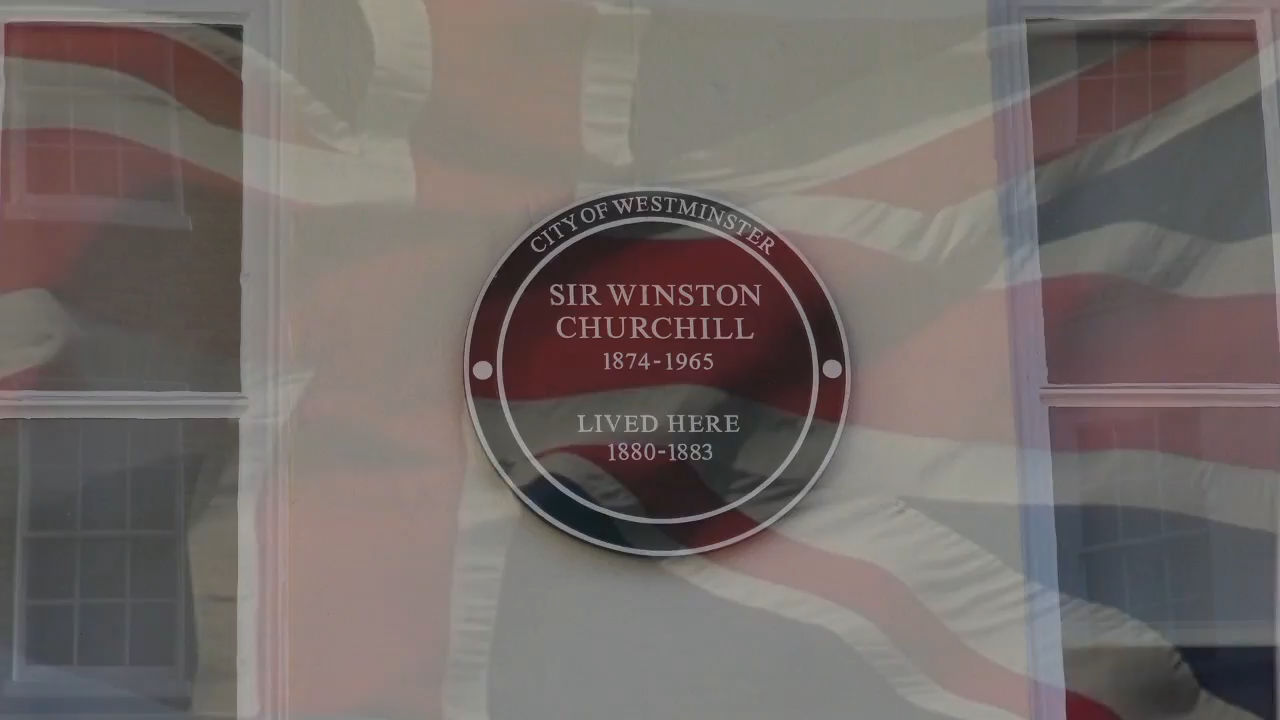 CITY OF WESTMINSTER
SIR WINSTON
CHURCHILL
1874-1965
LIVED HERE
1880-1883